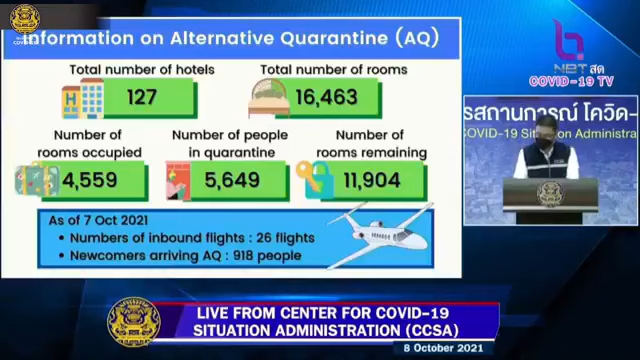 Information on Alternative Quarantine (AQ)
Total number of hotels
127
Total number of rooms
16,463
Number of
rooms occupied
4,559
Number of people
in quarantine
5,649
Number of
rooms remaining
11,904
As of 7 Oct 2021
• Numbers of inbound flights : 26 flights
• Newcomers arriving AQ : 918 people
NBT สด
COVID-19 TV
รสถานการณ์ โควิด-
COVID-19 Situation Administra
LIVE FROM CENTER FOR COVID-19
SITUATION ADMINISTRATION (CCSA)
8 October 2021